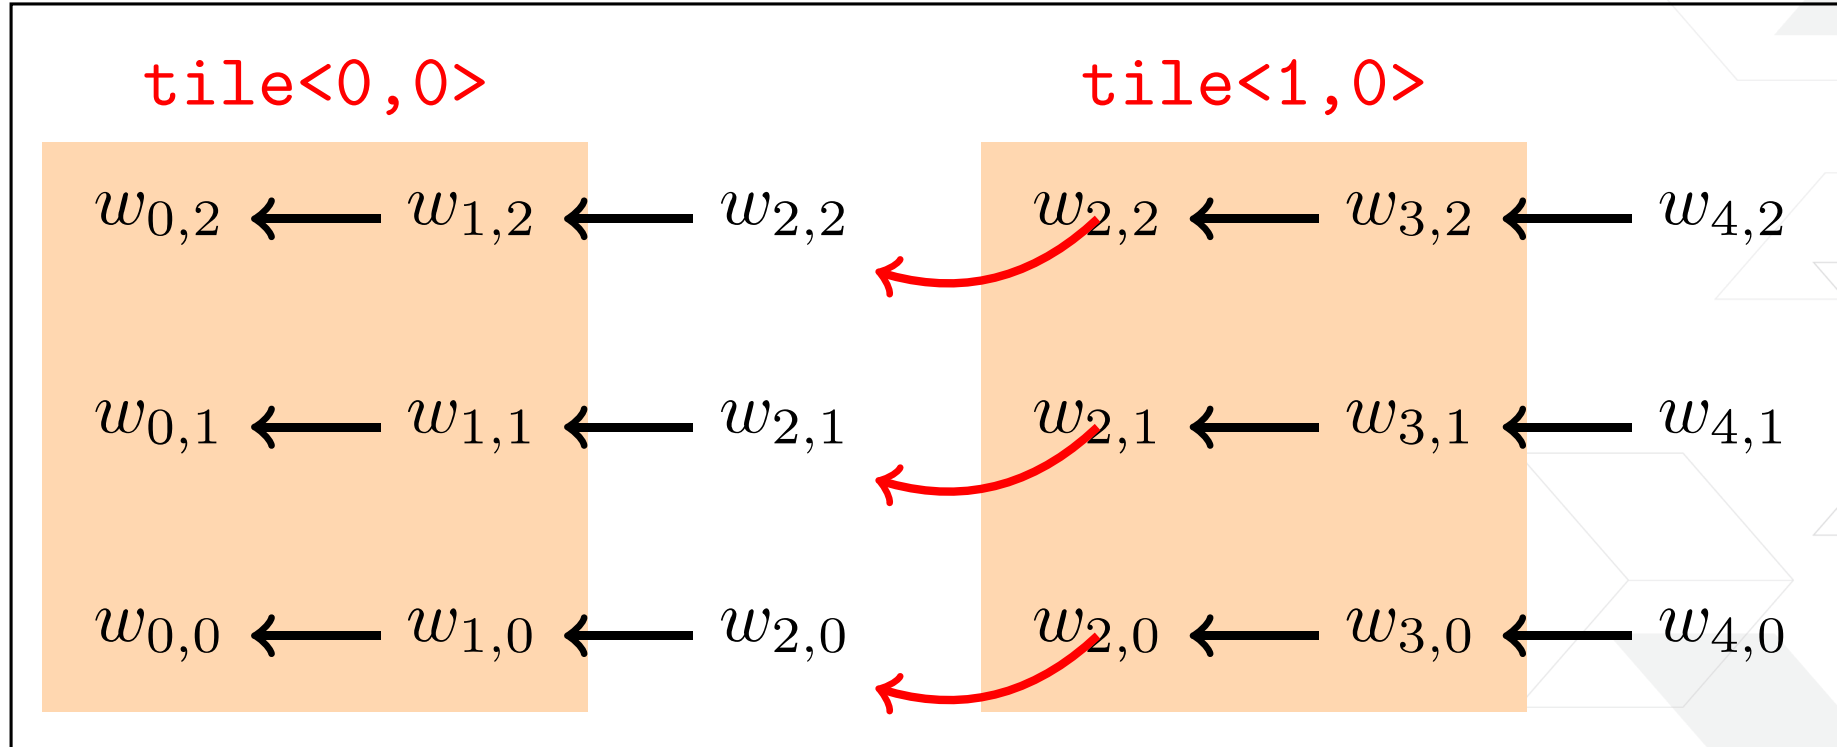 tile<0,0> tile<1,0>
w0,2 w1,2 w2,2 w2,2 w3,2 w4,2
w0,1 w1,1 w2,1 w2,1 w3,1 w4,1
w0,0 w1,0 w2,0 w2,0 w3,0 w4,0